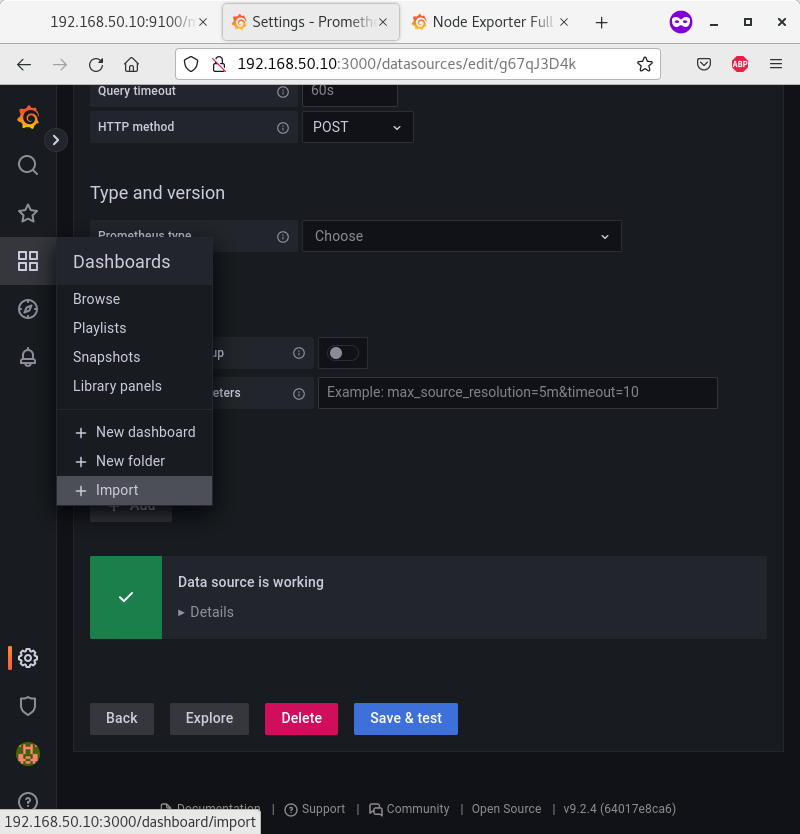 192.168.50.10:9100/m
Settings - Prometh
Node Exporter Full
192.168.50.10:3000/datasources/edit/g67qJ3D4k
ABP
Query timeout
60s
HTTP method
POST
Type and version
Prometheus type
Choose
Dashboards
Browse
Playlists
Snapshots
up
Library panels
eters
Example: max_source_resolution=5m&timeout=10
+ New dashboard
+ New folder
+ Import
+ Add
Data source is working
Details
Back
Explore
Delete
Save & test
Documentation | Support | Community | Open Source | v9.2.4 (64017e8ca6)
192.168.50.10:3000/dashboard/import